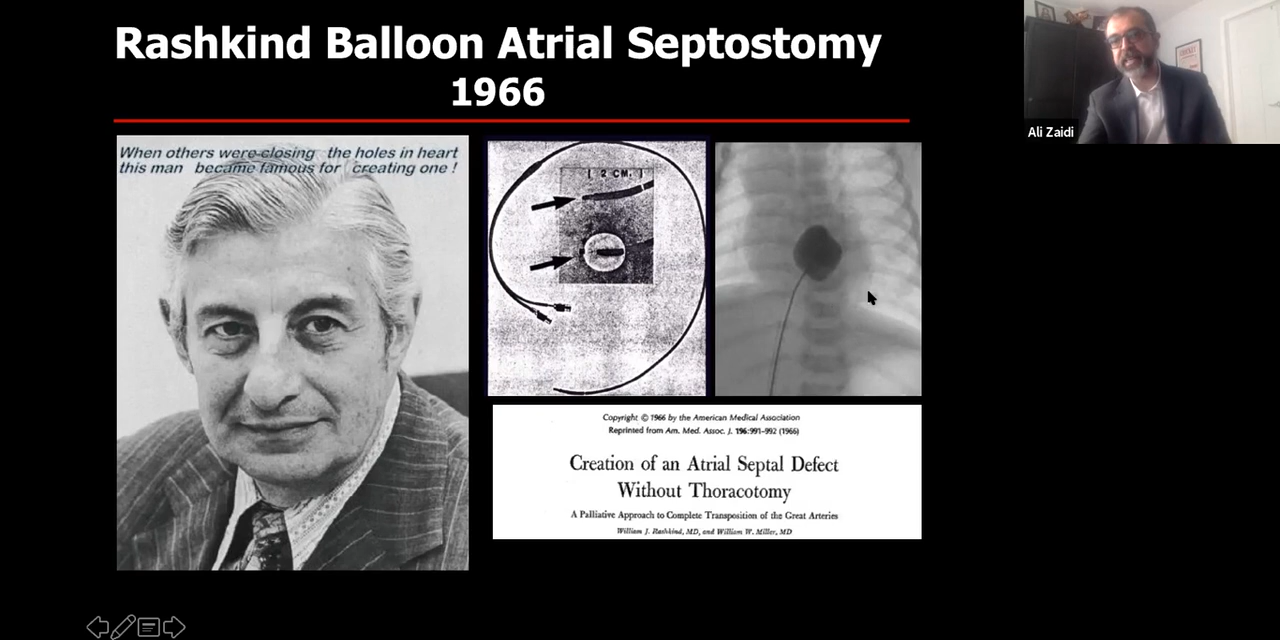 Rashkind Balloon Atrial Septostomy
1966
When others were closing the holes in heart
this man became famous for creating one !
2 CM.
Ali Zaidi
Copyright © 1966 by the American Medical Association
Reprinted from Am. Med. Assoc. J. 196:991-992 (1966)
Creation of an Atrial Septal Defect
Without Thoracotomy
A Palliative Approach to Complete Transposition of the Great Arteries
William J. Rashkind, MD, and William W. Miller, MD